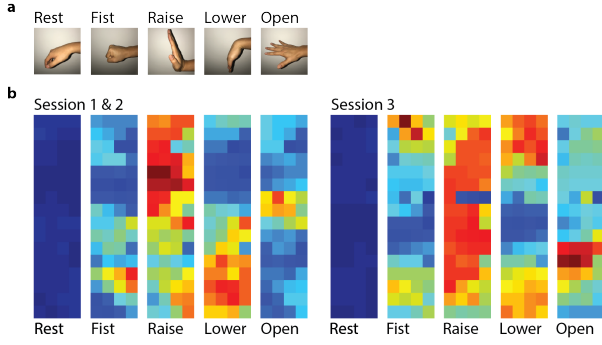 a
Rest Fist Raise Lower Open
b
Session 1 & 2 Session 3
Rest Fist Raise Lower Open Rest Fist Raise Lower Open